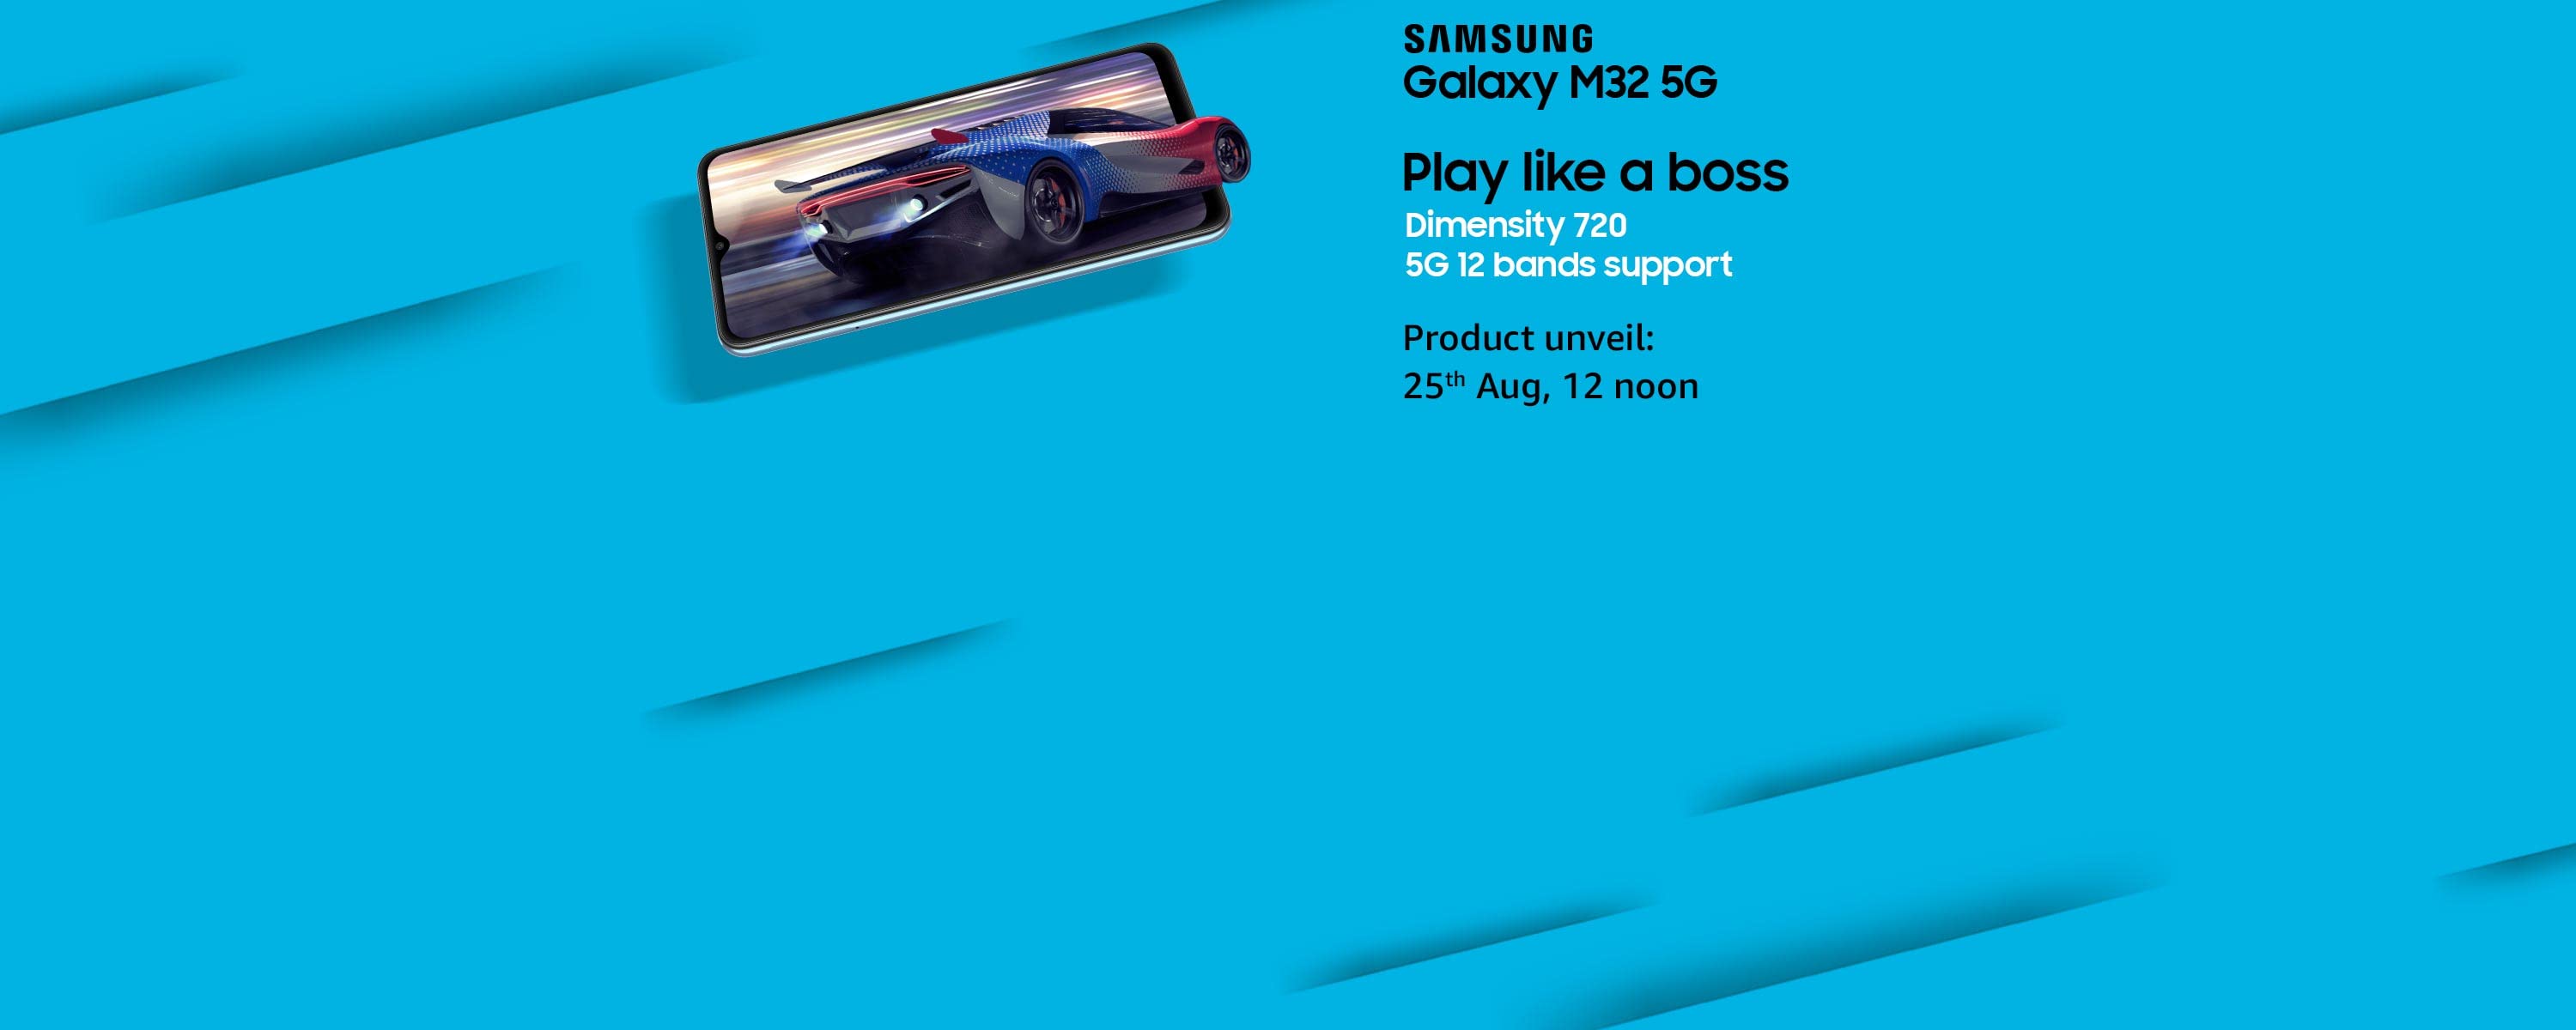 SAMSUNG
Galaxy M32 5G
Play like a boss
Dimensity 720
5G 12 bands support
Product unveil:
25th Aug, 12 noon